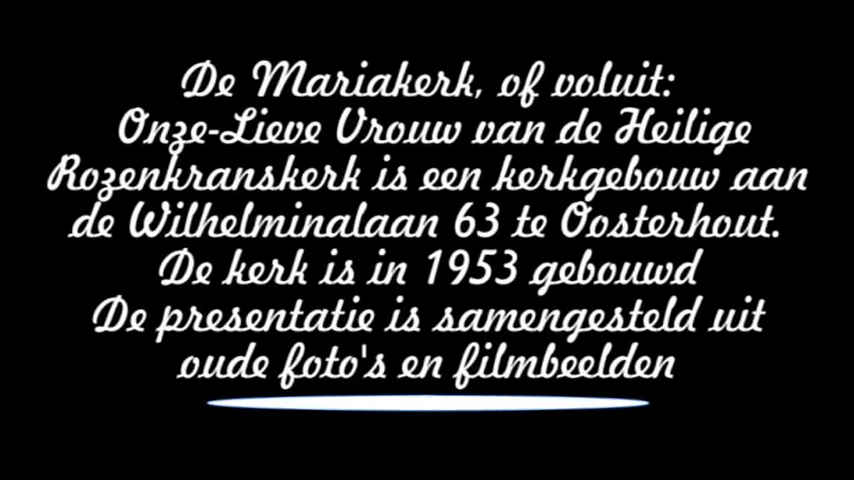 De Mariakerk, of voluit:
Onze-Lieve Vrouw van de Heilige
Rozenkranskerk is een kerkgebouw aan
de Wilhelminalaan 63 te Oosterhout.
De kerk is in 1953 gebouwd
De presentatie is samengesteld uit
oude foto's en filmbeelden